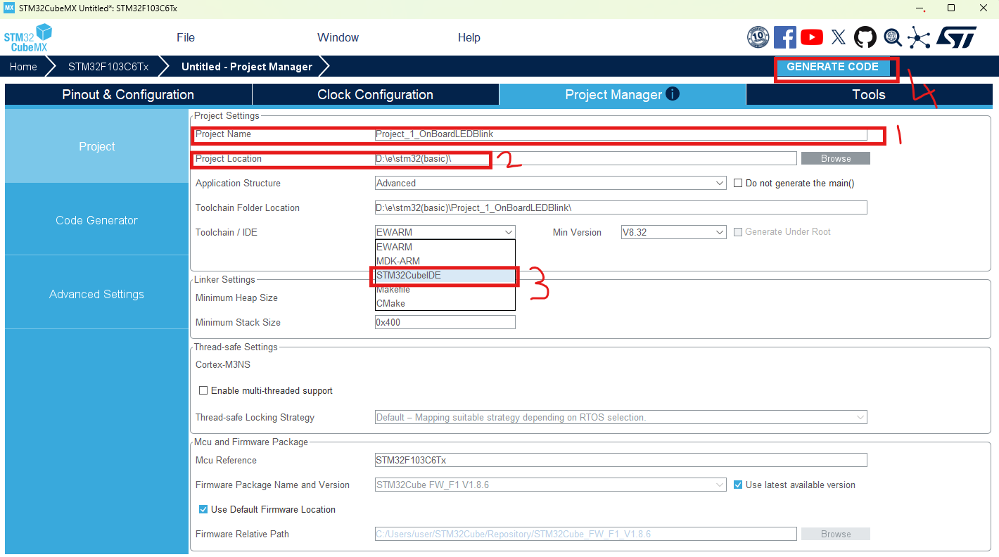 MX STM32CubeMX Untitled*: STM32F103C6Tx
STM32
CubeMX
File Window Help
10
Home STM32F103C6Tx Untitled - Project Manager GENERATE CODE
4
Pinout & Configuration Clock Configuration Project Manager i Tools
Project
Code Generator
Advanced Settings
Project Settings
Project Name Project_1_OnBoardLEDBlink 1
Project Location D:\e\stm32(basic)\ 2 Browse
Application Structure Advanced Do not generate the main()
Toolchain Folder Location D:\e\stm32(basic)\Project_1_OnBoardLEDBlink\
Toolchain / IDE EWARM Min Version V8.32 Generate Under Root
EWARM
MDK-ARM
STM32CubeIDE 3
Makefile
CMake
Linker Settings
Minimum Heap Size
Minimum Stack Size 0x400
Thread-safe Settings
Cortex-M3NS
Enable multi-threaded support
Thread-safe Locking Strategy Default – Mapping suitable strategy depending on RTOS selection.
Mcu and Firmware Package
Mcu Reference STM32F103C6Tx
Firmware Package Name and Version STM32Cube FW_F1 V1.8.6 Use latest available version
Use Default Firmware Location
Firmware Relative Path C:/Users/user/STM32Cube/Repository/STM32Cube_FW_F1_V1.8.6 Browse